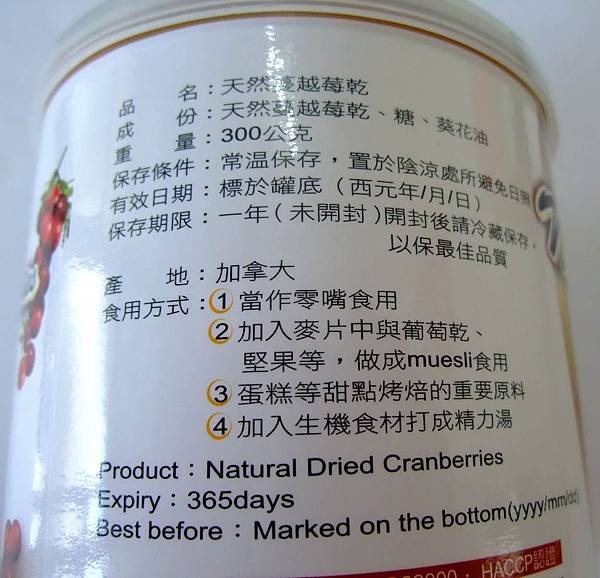 品　　名：天然蔓越莓乾
成　　份：天然蔓越莓乾、糖、葵花油
重　　量：300公克
保存條件：常温保存，置於陰涼處所避免日照
有效日期：標於罐底（西元年/月/日）
保存期限：一年（未開封）開封後請冷藏保存，
以保最佳品質
產　　地：加拿大
食用方式：① 當作零嘴食用
② 加入麥片中與葡萄乾、
堅果等，做成muesli食用
③ 蛋糕等甜點烤焙的重要原料
④ 加入生機食材打成精力湯
Product：Natural Dried Cranberries
Expiry：365days
Best before：Marked on the bottom(yyyy/mm/dd)
HACCP認證